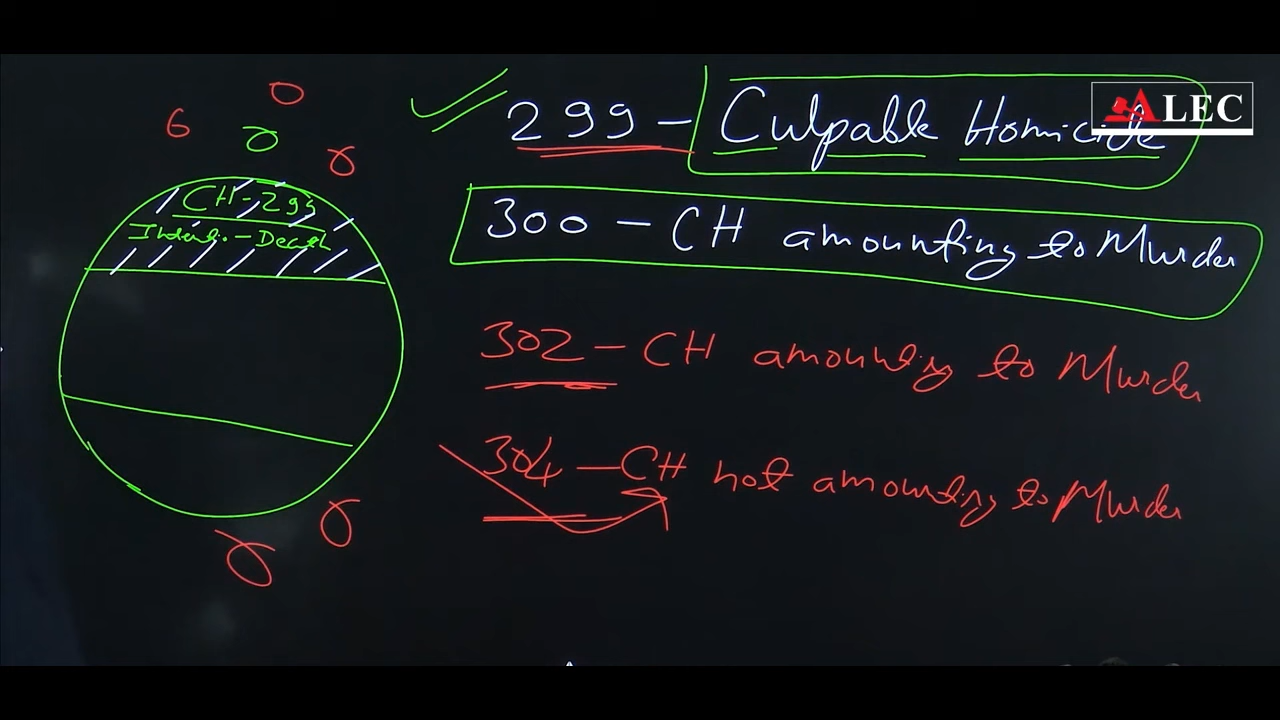 ALEC
299 - Culpable Homicide
300 - CH amounting to Murder
302 - CH amounting to Murder
304 - CH not amounting to Murder
CH-299
Intent. - Death